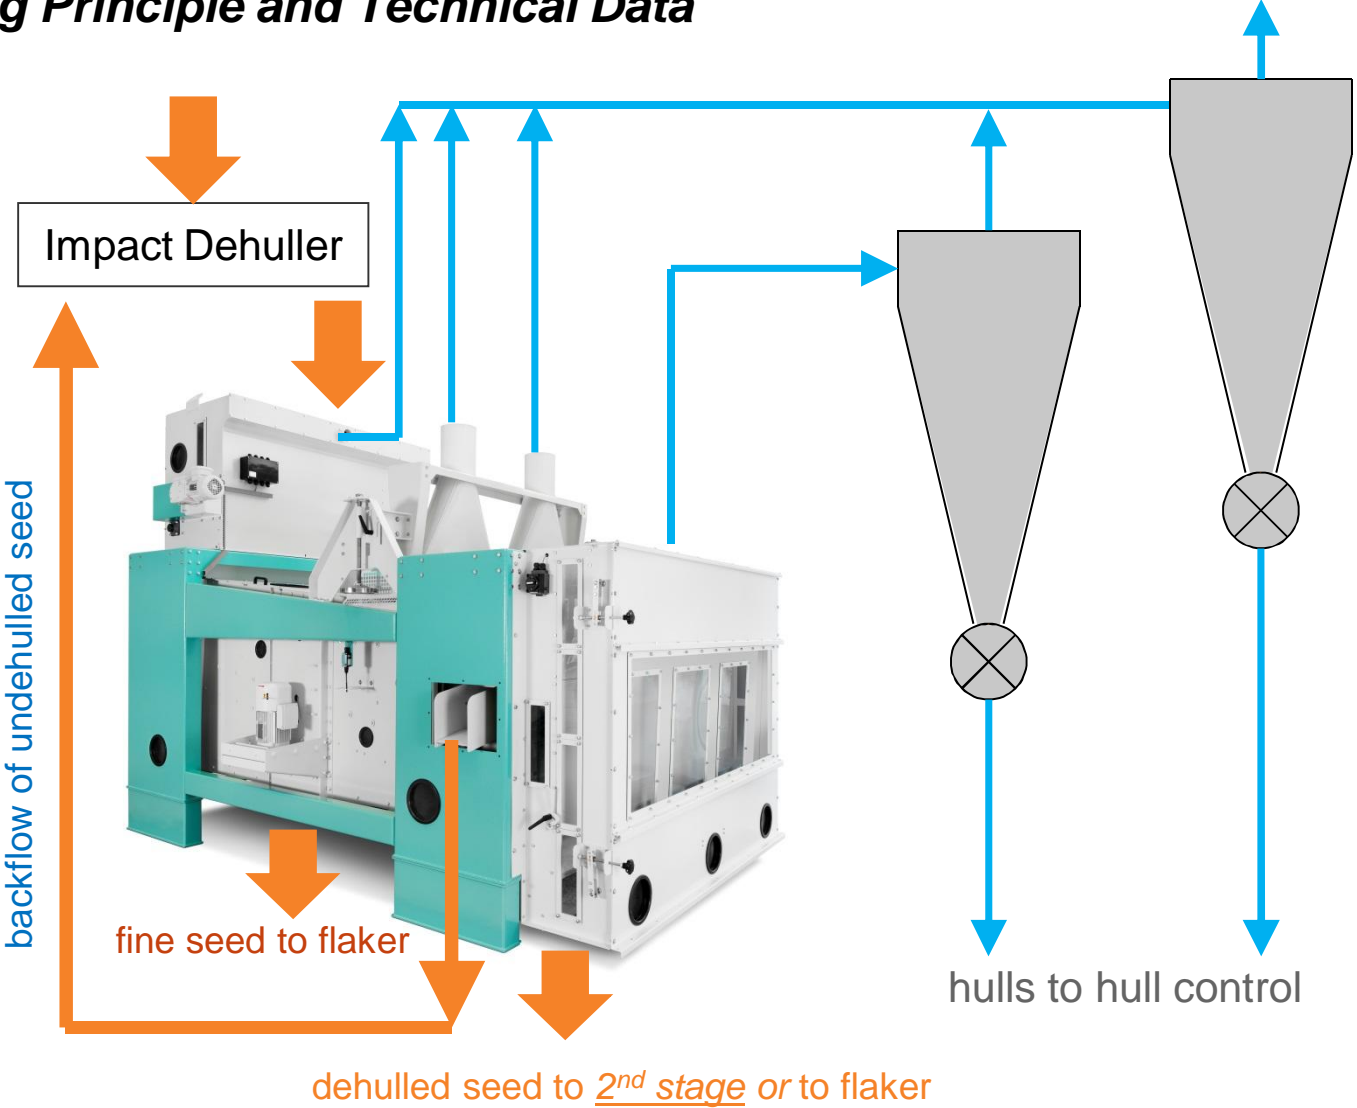 g Principle and Technical Data
Impact Dehuller
backflow of undehulled seed
fine seed to flaker
hulls to hull control
dehulled seed to 2nd stage or to flaker